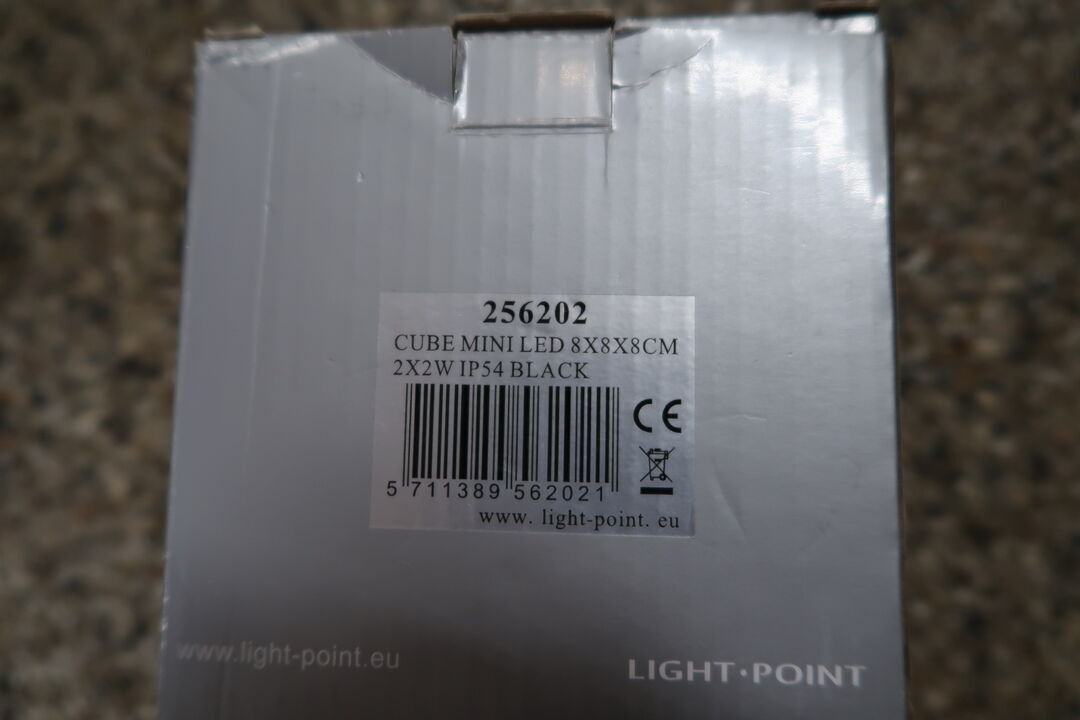 256202
CUBE MINI LED 8X8X8CM
2X2W IP54 BLACK
CE
5 711389 562021
www. light-point. eu
www.light-point.eu
LIGHT·POINT